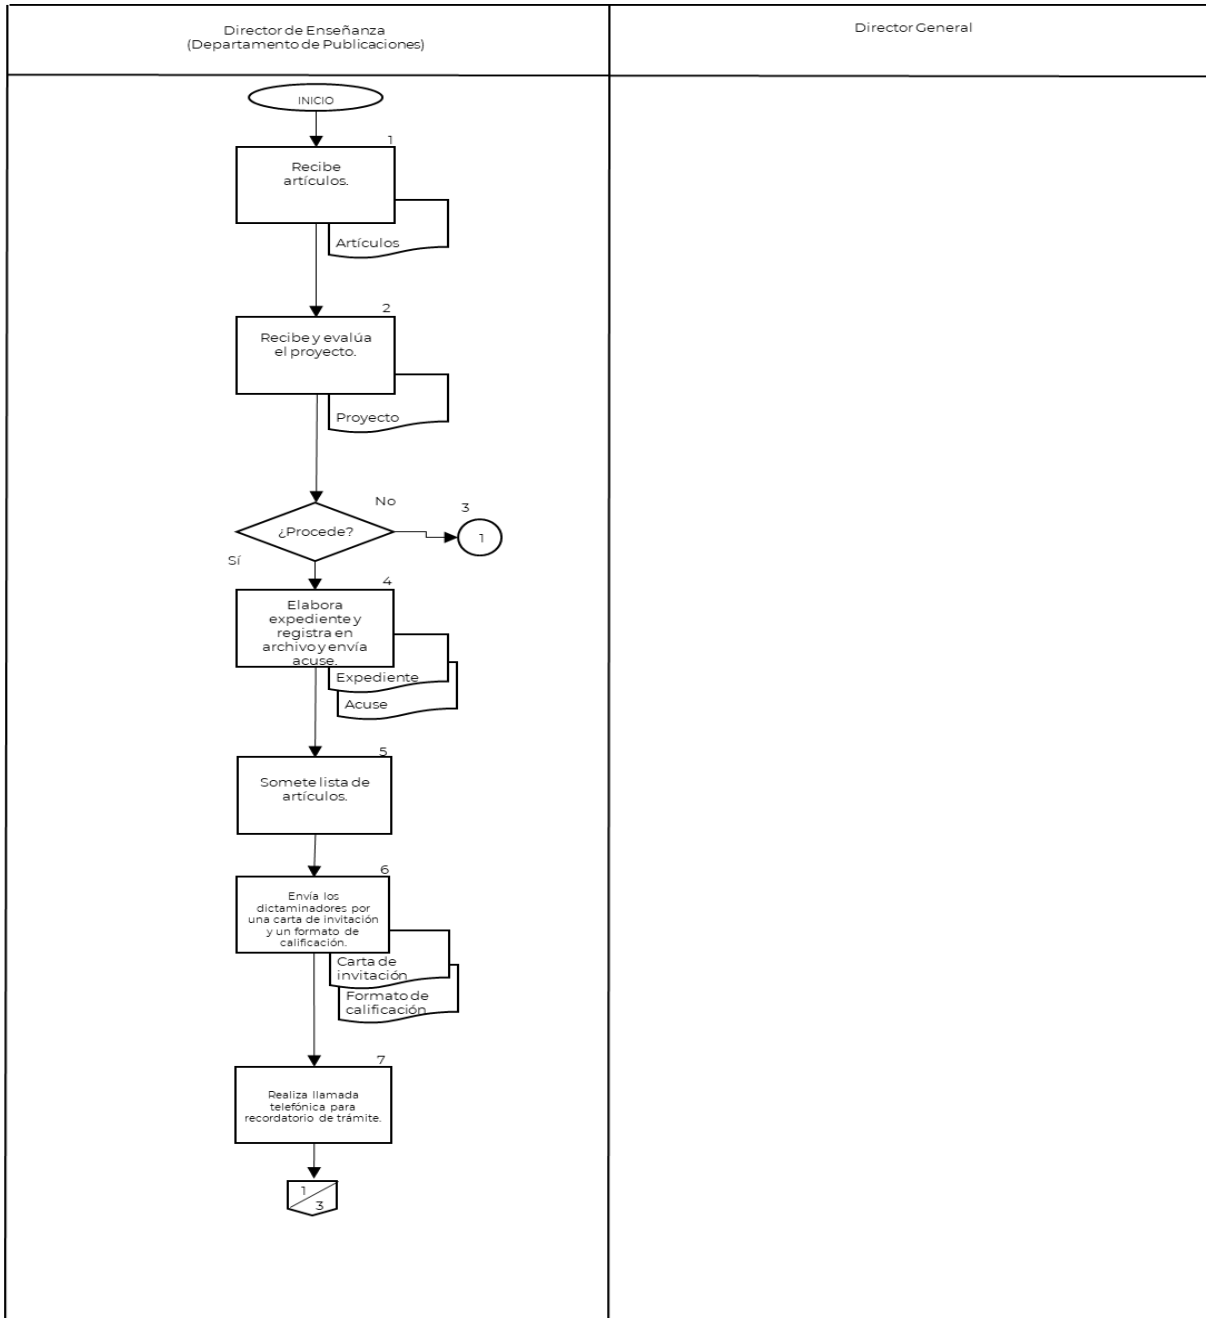 Director de Enseñanza
(Departamento de Publicaciones)
Director General
INICIO
1
Recibe
artículos.
Artículos
2
Recibe y evalúa
el proyecto.
Proyecto
No
3
¿Procede?
1
Sí
4
Elabora
expediente y
registra en
archivo y envía
acuse.
Expediente
Acuse
5
Somete lista de
artículos.
6
Envía los
dictaminadores por
una carta de invitación
y un formato de
calificación.
Carta de
invitación
Formato de
calificación
7
Realiza llamada
telefónica para
recordatorio de trámite.
1
3